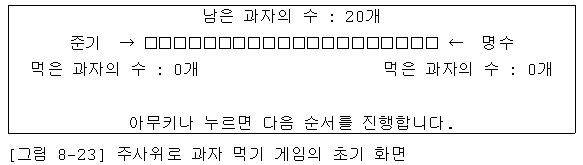 남은 과자의 수 : 20개
준기 → □□□□□□□□□□□□□□□□□□□□ ← 명수
먹은 과자의 수 : 0개 먹은 과자의 수 : 0개
아무키나 누르면 다음 순서를 진행합니다.
[그림 8-23] 주사위로 과자 먹기 게임의 초기 화면